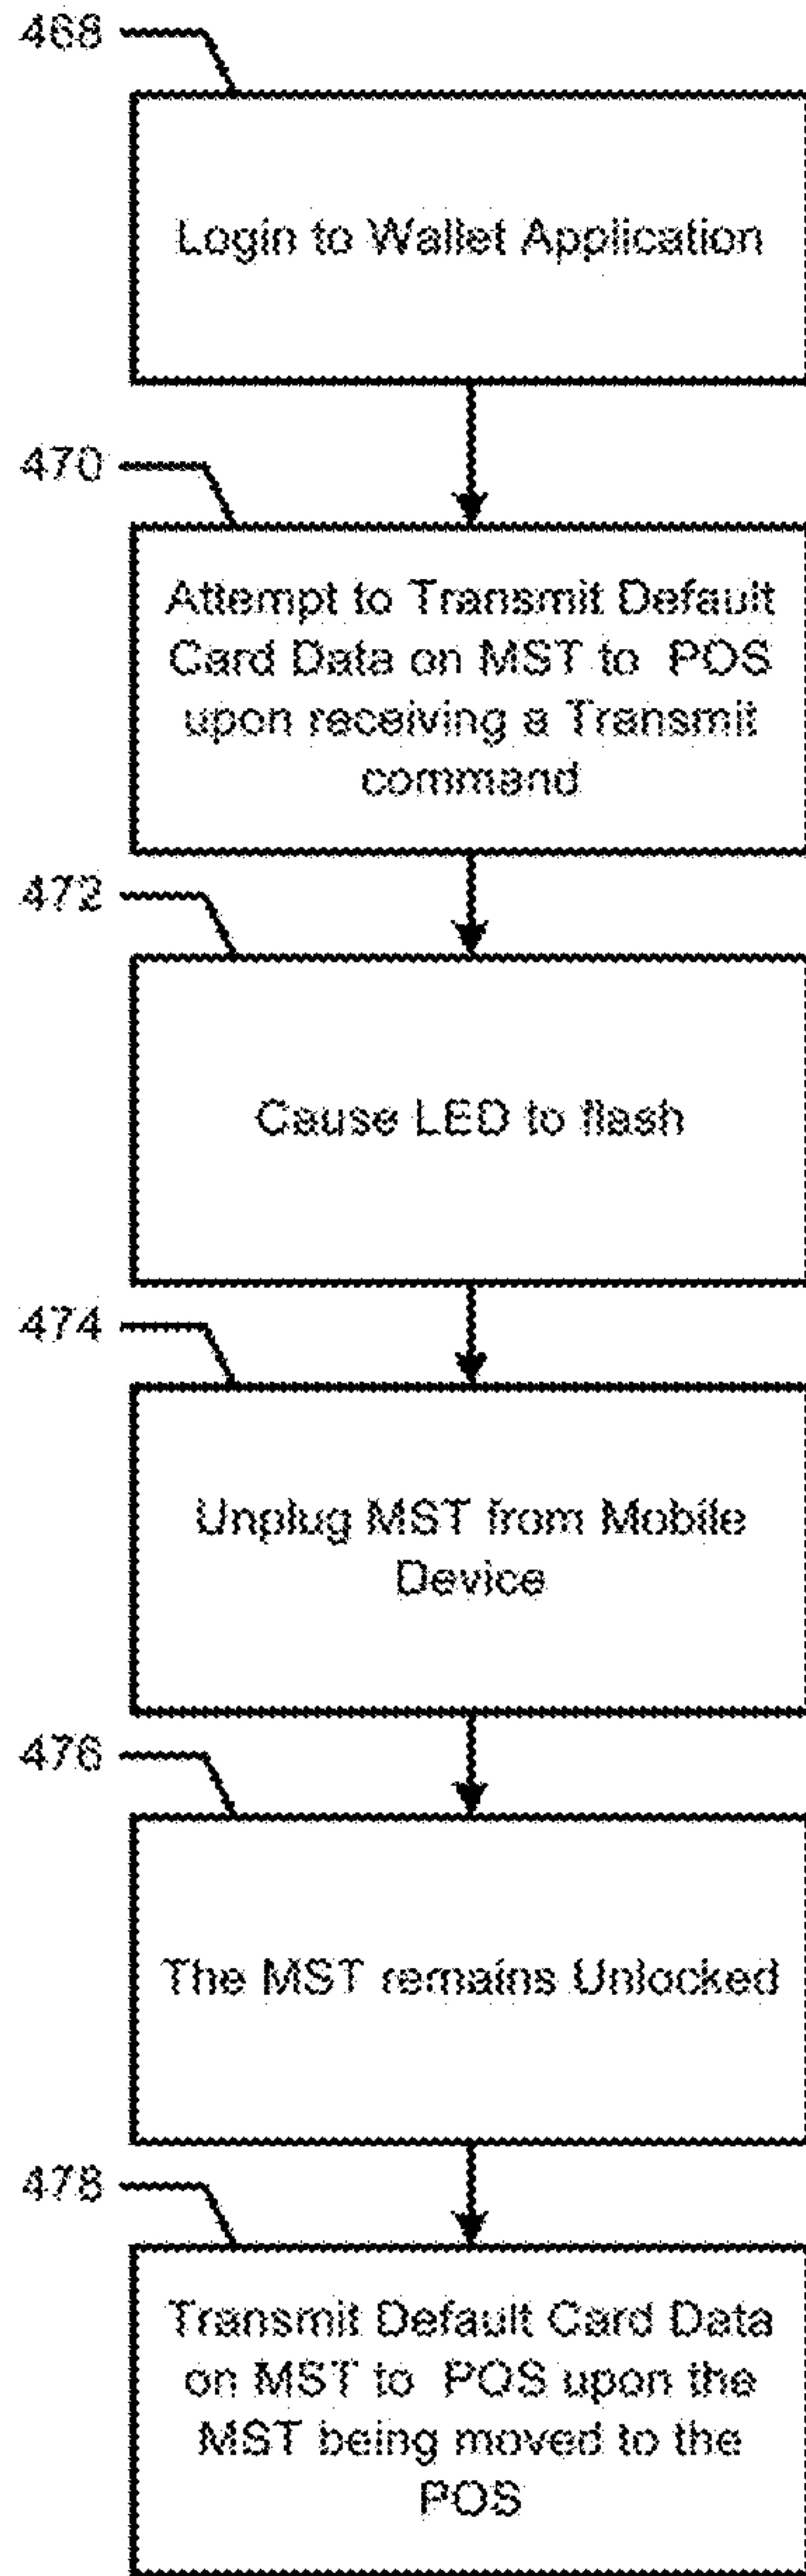 468
Login to Wallet Application
470
Attempt to Transmit Default
Card Data on MST to POS
upon receiving a Transmit
command
472
Cause LED to flash
474
Unplug MST from Mobile
Device
476
The MST remains Unlocked
478
Transmit Default Card Data
on MST to POS upon the
MST being moved to the
POS